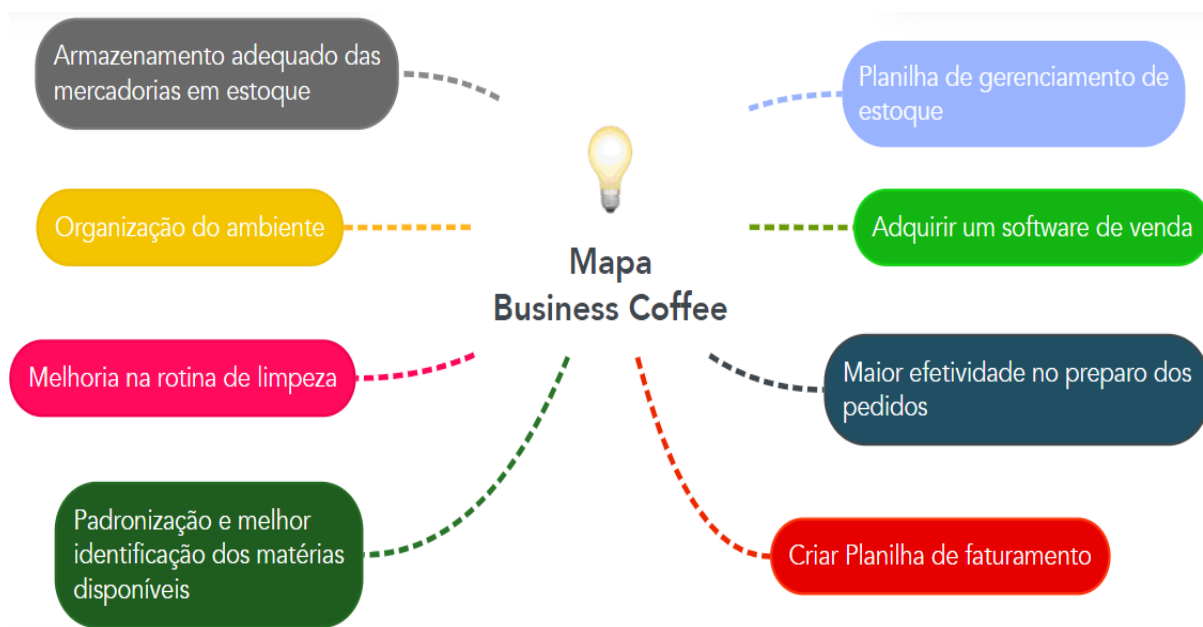 Armazenamento adequado das
mercadorias em estoque
Organização do ambiente
Melhoria na rotina de limpeza
Padronização e melhor
identificação dos matérias
disponíveis
Mapa
Business Coffee
Planilha de gerenciamento de
estoque
Adquirir um software de venda
Maior efetividade no preparo dos
pedidos
Criar Planilha de faturamento